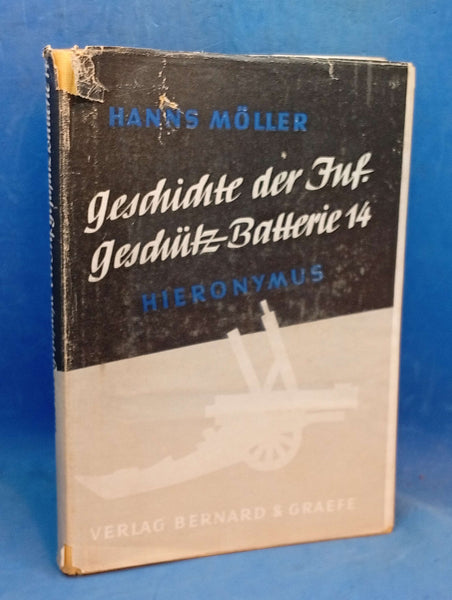 HANNS MÖLLER
Geschichte der Inf.
Geschütz-Batterie 14
HIERONYMUS
VERLAG BERNARD & GRAEFE